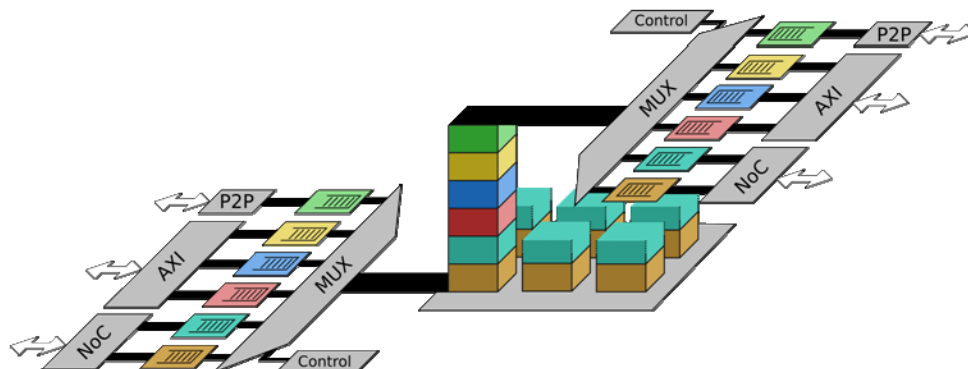 Control
P2P
MUX
AXI
NoC
P2P
AXI
MUX
NoC
Control